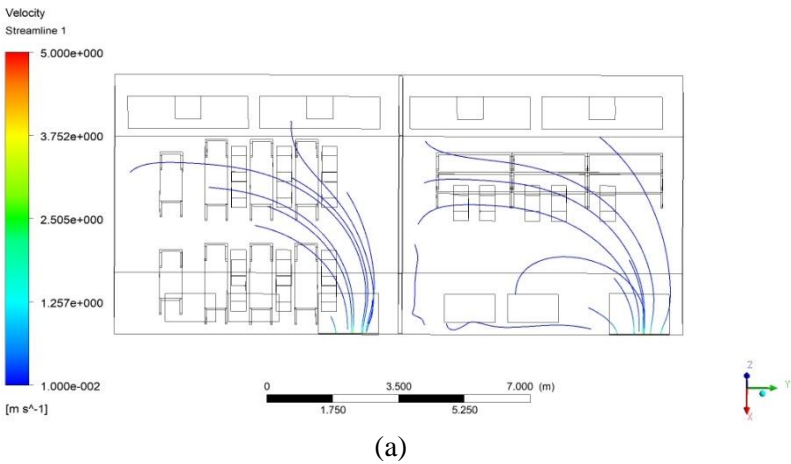 Velocity
Streamline 1
5.000e+000
3.752e+000
2.505e+000
1.257e+000
1.000e-002
[m s^-1]
0 3.500 7.000 (m)
1.750 5.250
Z
Y
X
(a)